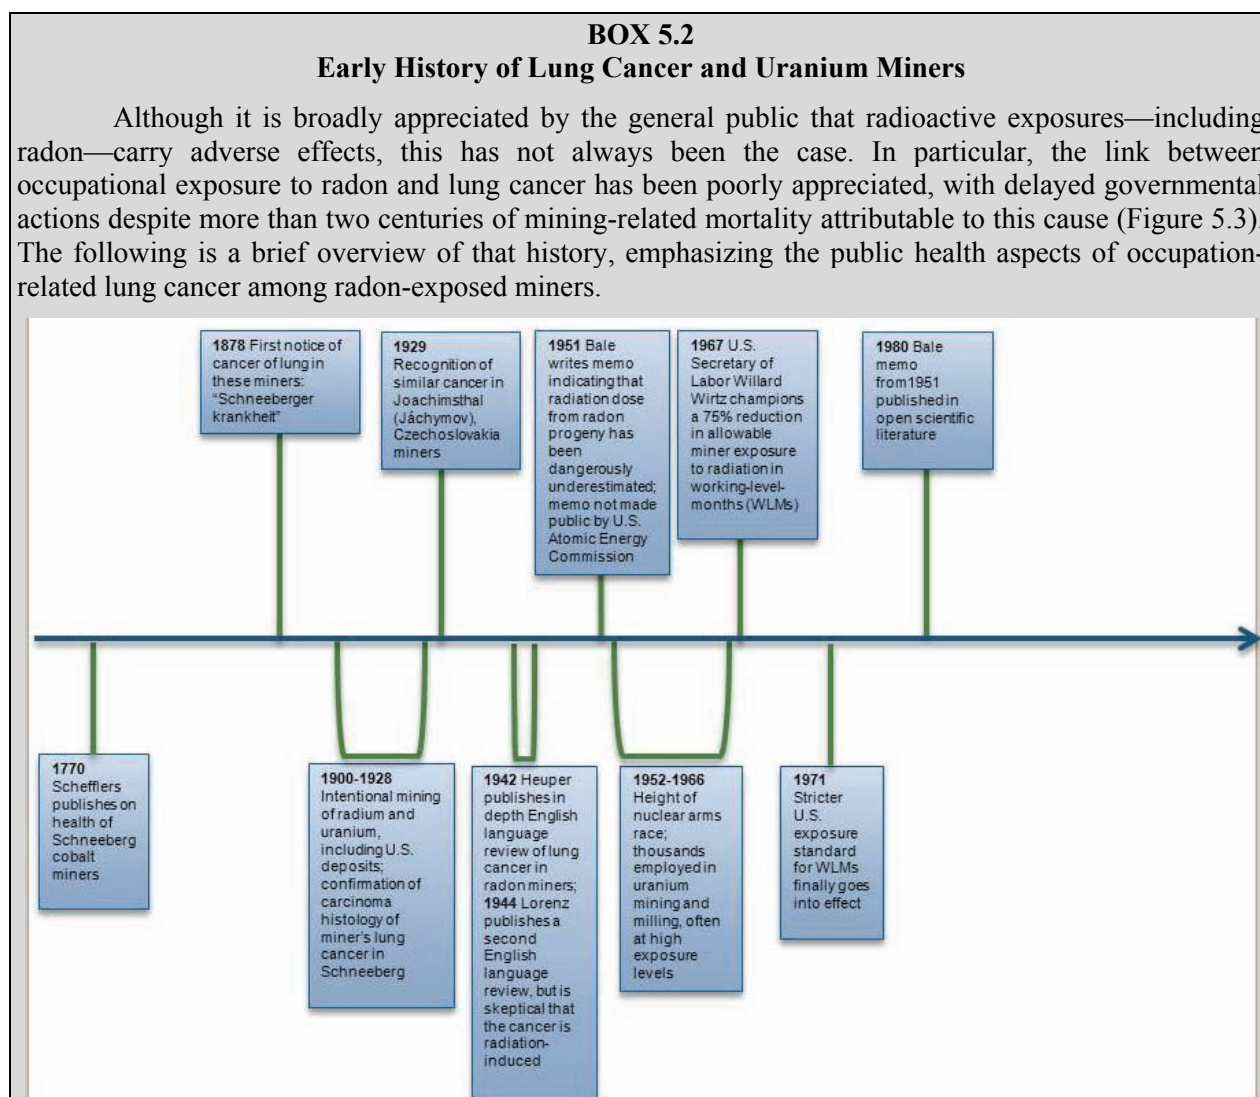 BOX 5.2
Early History of Lung Cancer and Uranium Miners
Although it is broadly appreciated by the general public that radioactive exposures—including
radon—carry adverse effects, this has not always been the case. In particular, the link between
occupational exposure to radon and lung cancer has been poorly appreciated, with delayed governmental
actions despite more than two centuries of mining-related mortality attributable to this cause (Figure 5.3).
The following is a brief overview of that history, emphasizing the public health aspects of occupation-
related lung cancer among radon-exposed miners.
1878 First notice of
cancer of lung in
these miners:
"Schneeberger
krankheit"
1929
Recognition of
similar cancer in
Joachimsthal
(Jáchymov),
Czechoslovakia
miners
1951 Bale
writes memo
indicating that
radiation dose
from radon
progeny has
been
dangerously
underestimated;
memo not made
public by U.S.
Atomic Energy
Commission
1967 U.S.
Secretary of
Labor Willard
Wirtz champions
a 75% reduction
in allowable
miner exposure
to radiation in
working-level-
months (WLMs)
1980 Bale
memo
from 1951
published in
open scientific
literature
1770
Schefflers
publishes on
health of
Schneeberg
cobalt
miners
1900-1928
Intentional mining
of radium and
uranium,
including U.S.
deposits;
confirmation of
carcinoma
histology of
miner's lung
cancer in
Schneeberg
1942 Heuper
publishes in
depth English
language
review of lung
cancer in
radon miners;
1944 Lorenz
publishes a
second
English
language
review, but is
skeptical that
the cancer is
radiation-
induced
1952-1966
Height of
nuclear arms
race;
thousands
employed in
uranium
mining and
milling, often
at high
exposure
levels
1971
Stricter
U.S.
exposure
standard
for WLMs
finally goes
into effect